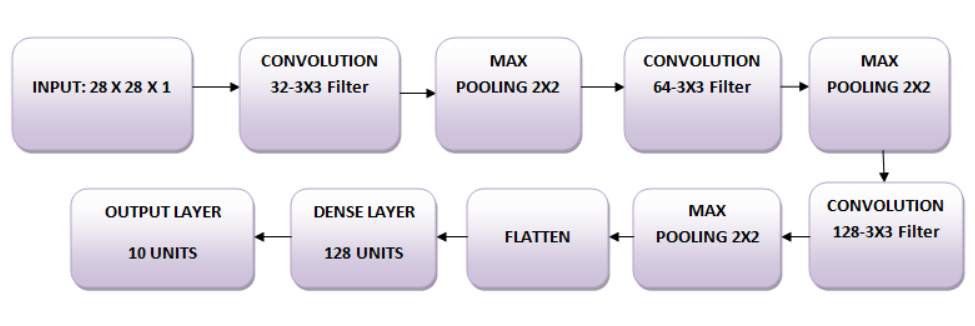 INPUT: 28 X 28 X 1
CONVOLUTION
32-3X3 Filter
MAX
POOLING 2X2
CONVOLUTION
64-3X3 Filter
MAX
POOLING 2X2
CONVOLUTION
128-3X3 Filter
MAX
POOLING 2X2
FLATTEN
DENSE LAYER
128 UNITS
OUTPUT LAYER
10 UNITS